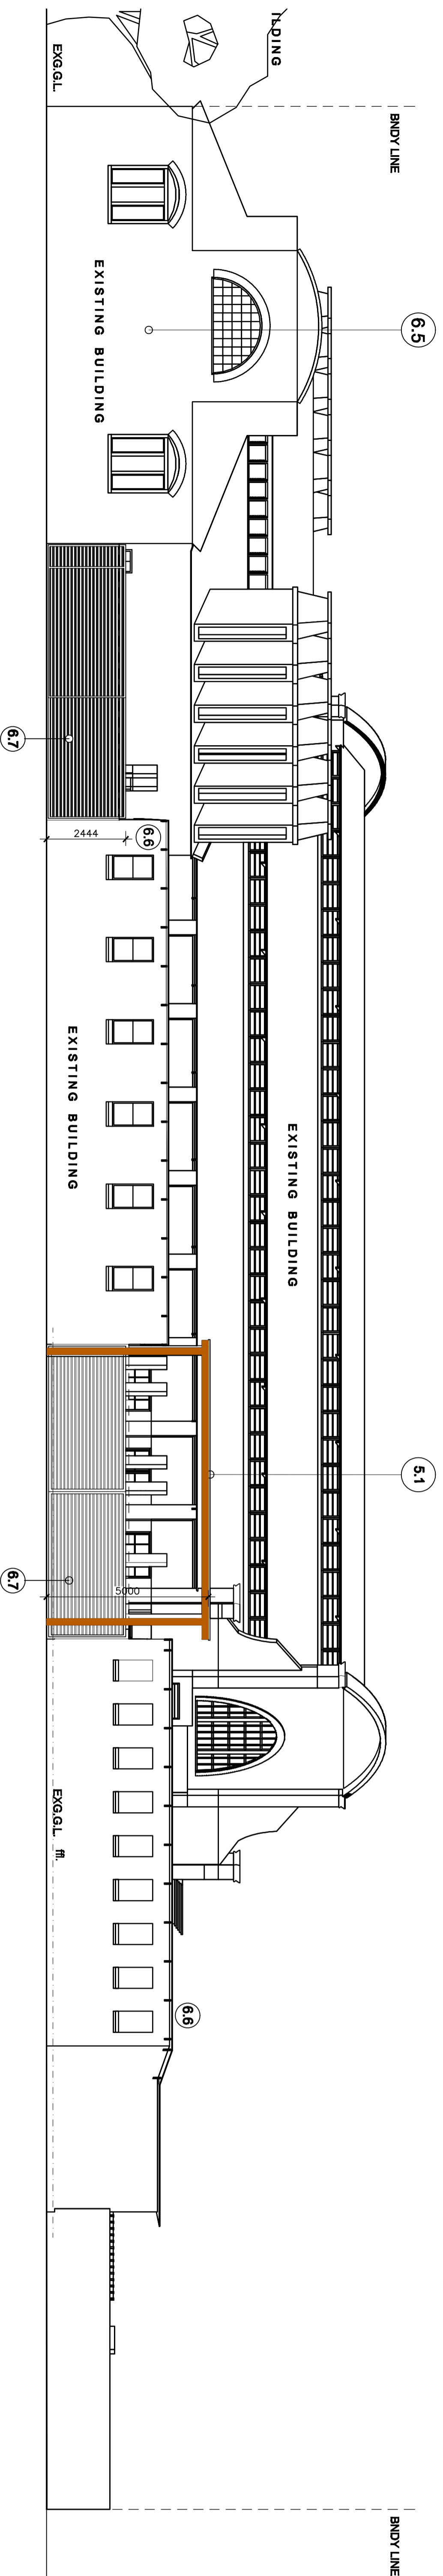 ILDING
EXG.G.L.
BNDY LINE
6.5
EXISTING BUILDING
6.7
2444
6.6
EXISTING BUILDING
EXISTING BUILDING
5.1
6.7
5000
EXG.G.L.
ffl.
6.6
BNDY LINE